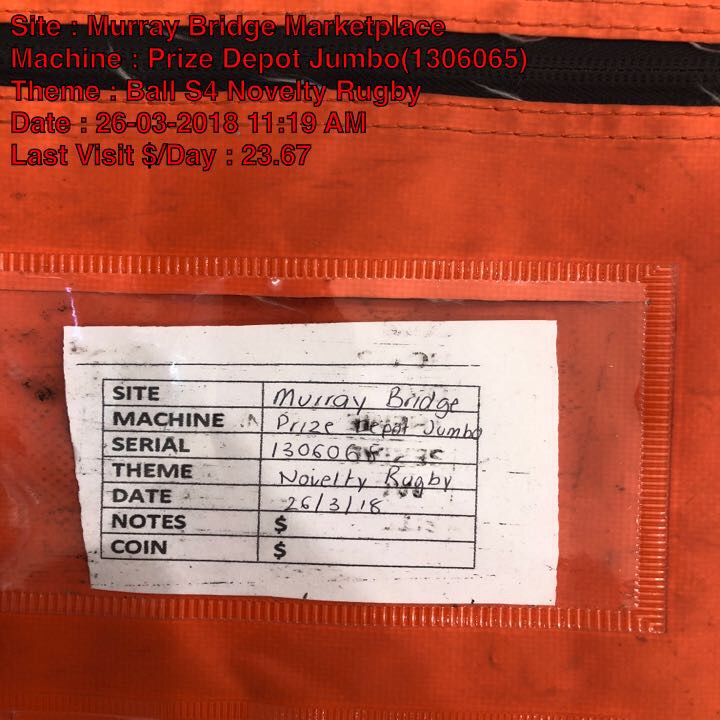 Site : Murray Bridge Marketplace
Machine : Prize Depot Jumbo(1306065)
Theme : Ball S4 Novelty Rugby
Date : 26-03-2018 11:19 AM
Last Visit $/Day : 23.67
SITE Murray Bridge
MACHINE Prize Depot Jumbo
SERIAL 1306065
THEME Novelty Rugby
DATE 26/3/18
NOTES $
COIN $